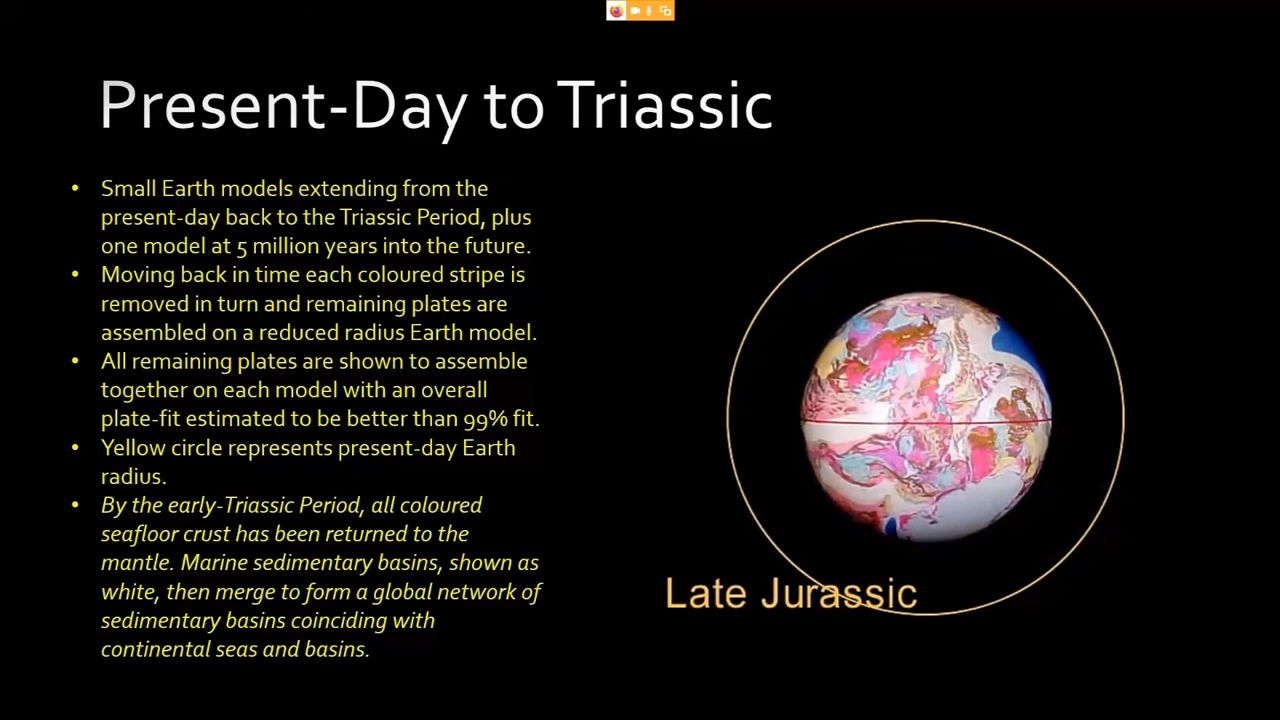 Present-Day to Triassic
• Small Earth models extending from the
present-day back to the Triassic Period, plus
one model at 5 million years into the future.
• Moving back in time each coloured stripe is
removed in turn and remaining plates are
assembled on a reduced radius Earth model.
• All remaining plates are shown to assemble
together on each model with an overall
plate-fit estimated to be better than 99% fit.
• Yellow circle represents present-day Earth
radius.
• By the early-Triassic Period, all coloured
seafloor crust has been returned to the
mantle. Marine sedimentary basins, shown as
white, then merge to form a global network of
sedimentary basins coinciding with
continental seas and basins.
Late Jurassic